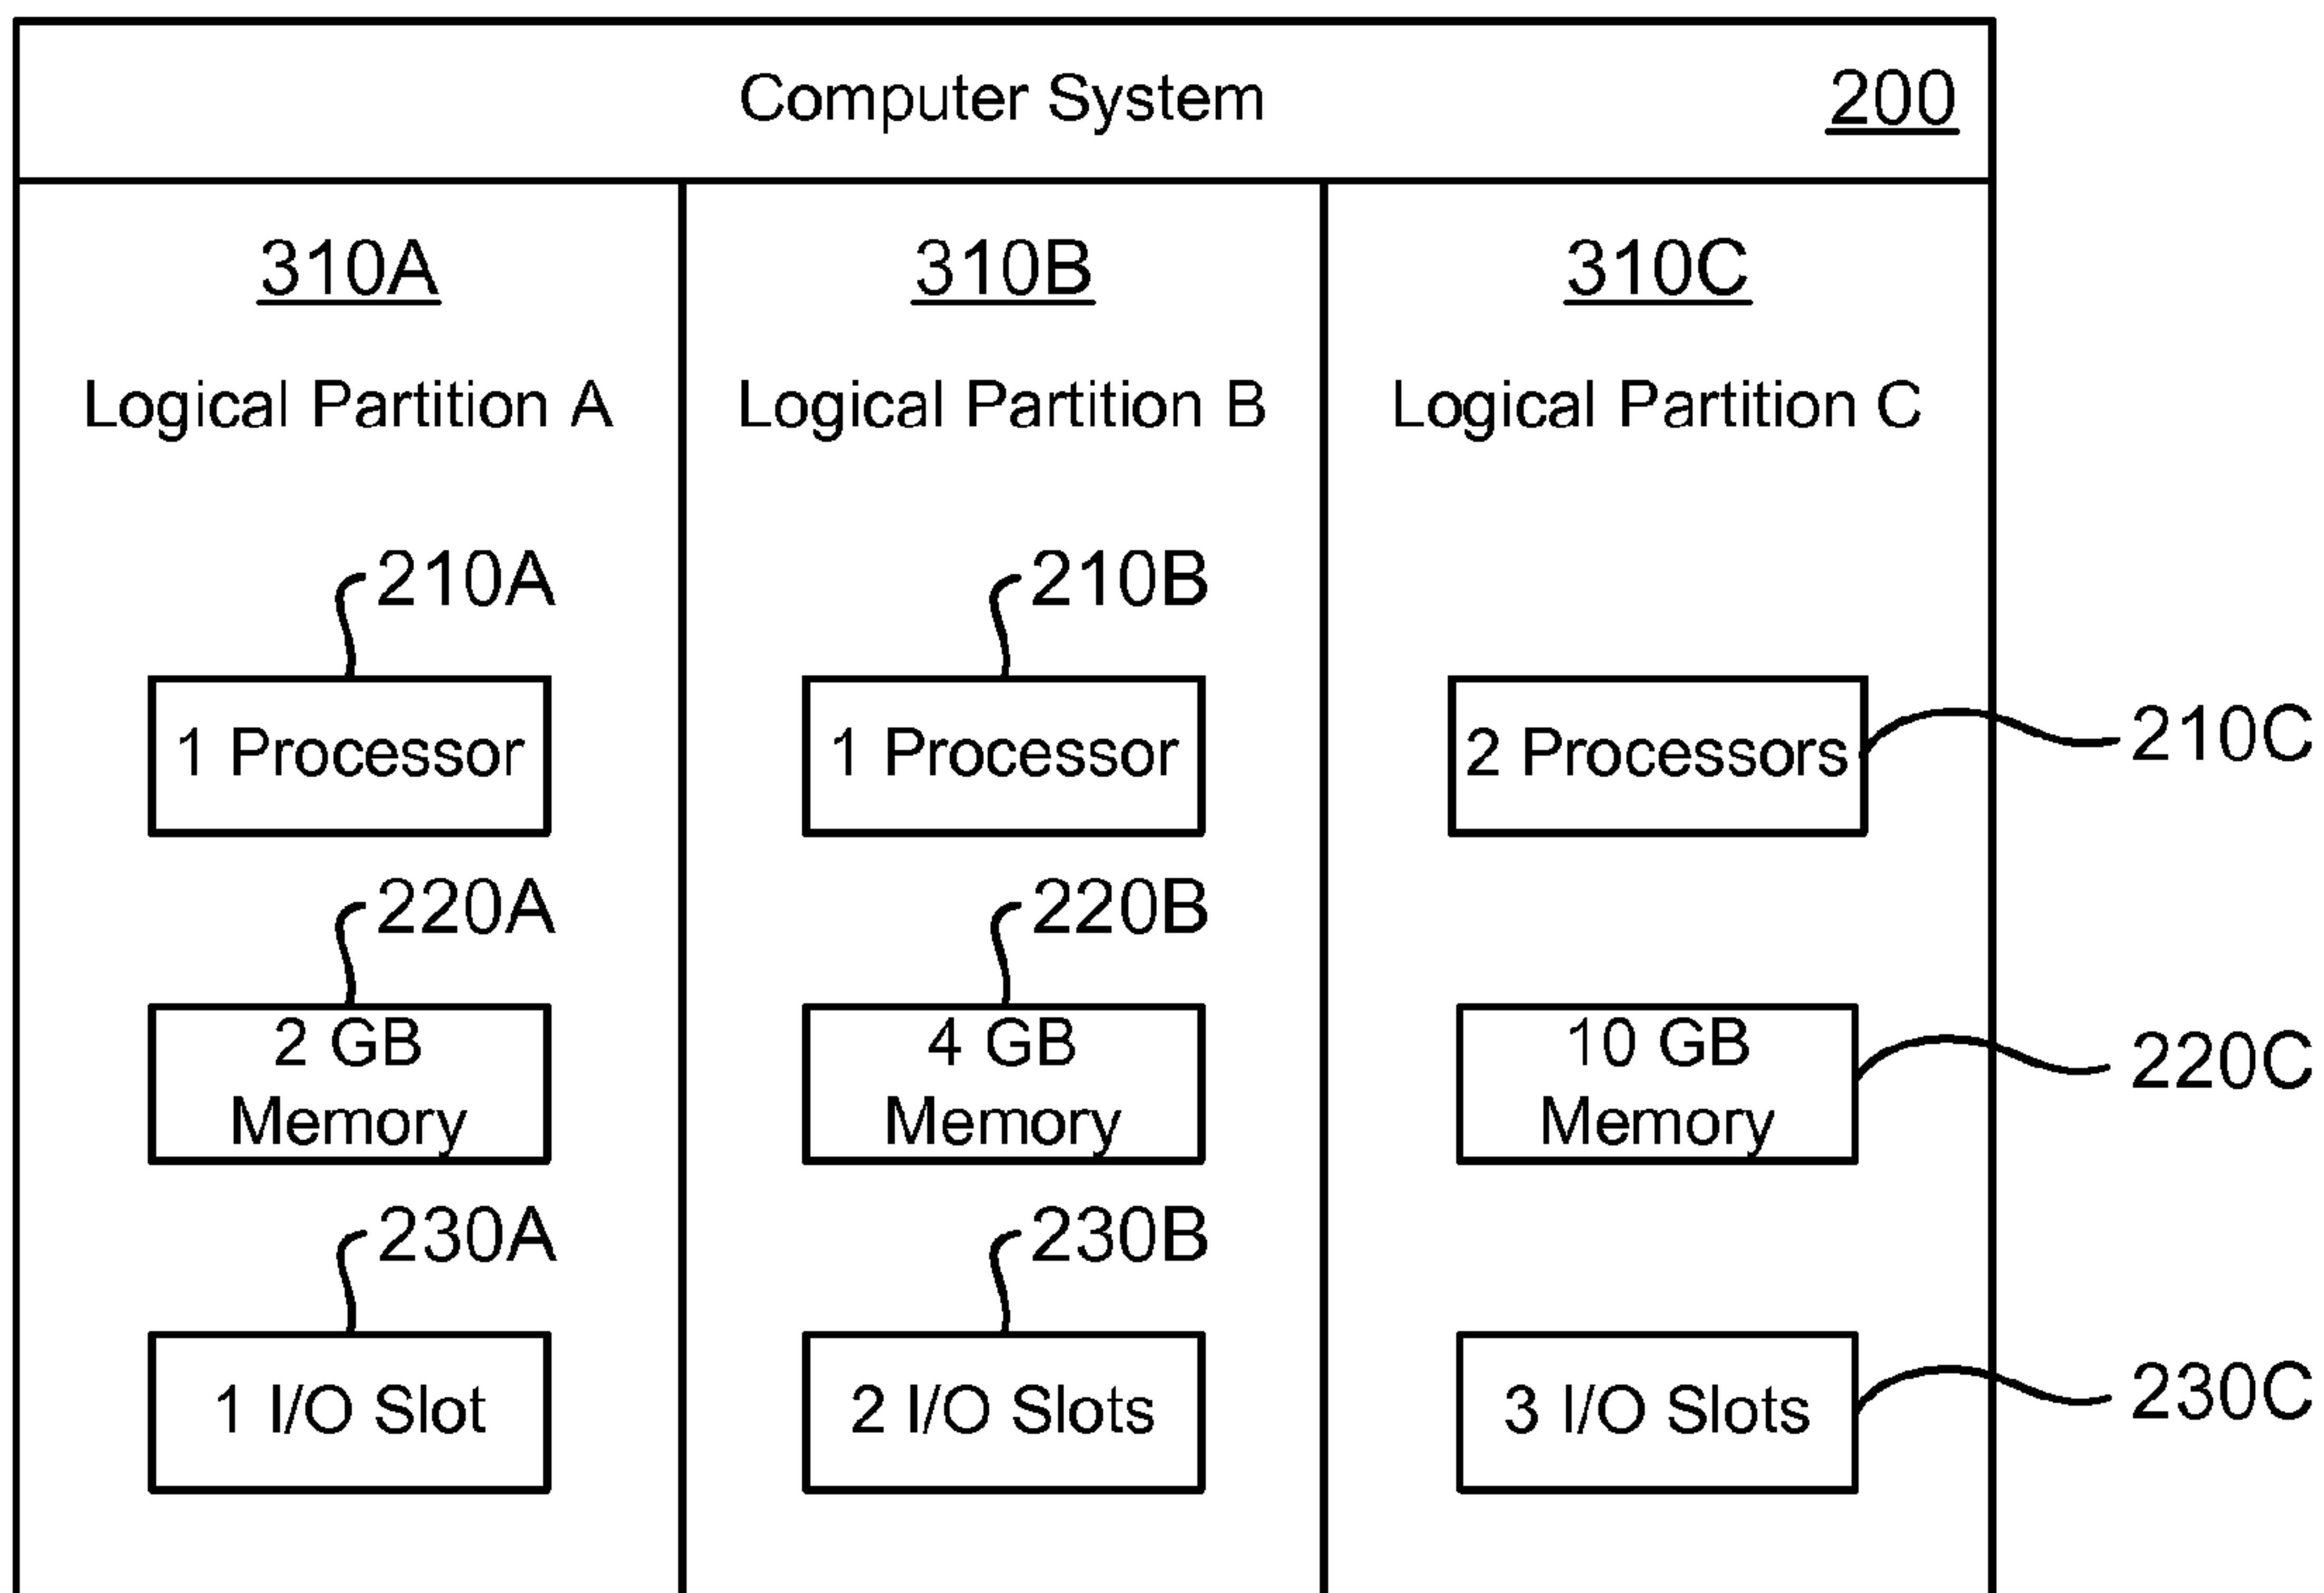 Computer System
200
310A
310B
310C
Logical Partition A
Logical Partition B
Logical Partition C
210A
210B
1 Processor
1 Processor
2 Processors
210C
220A
220B
2 GB
Memory
4 GB
Memory
10 GB
Memory
220C
230A
230B
1 I/O Slot
2 I/O Slots
3 I/O Slots
230C